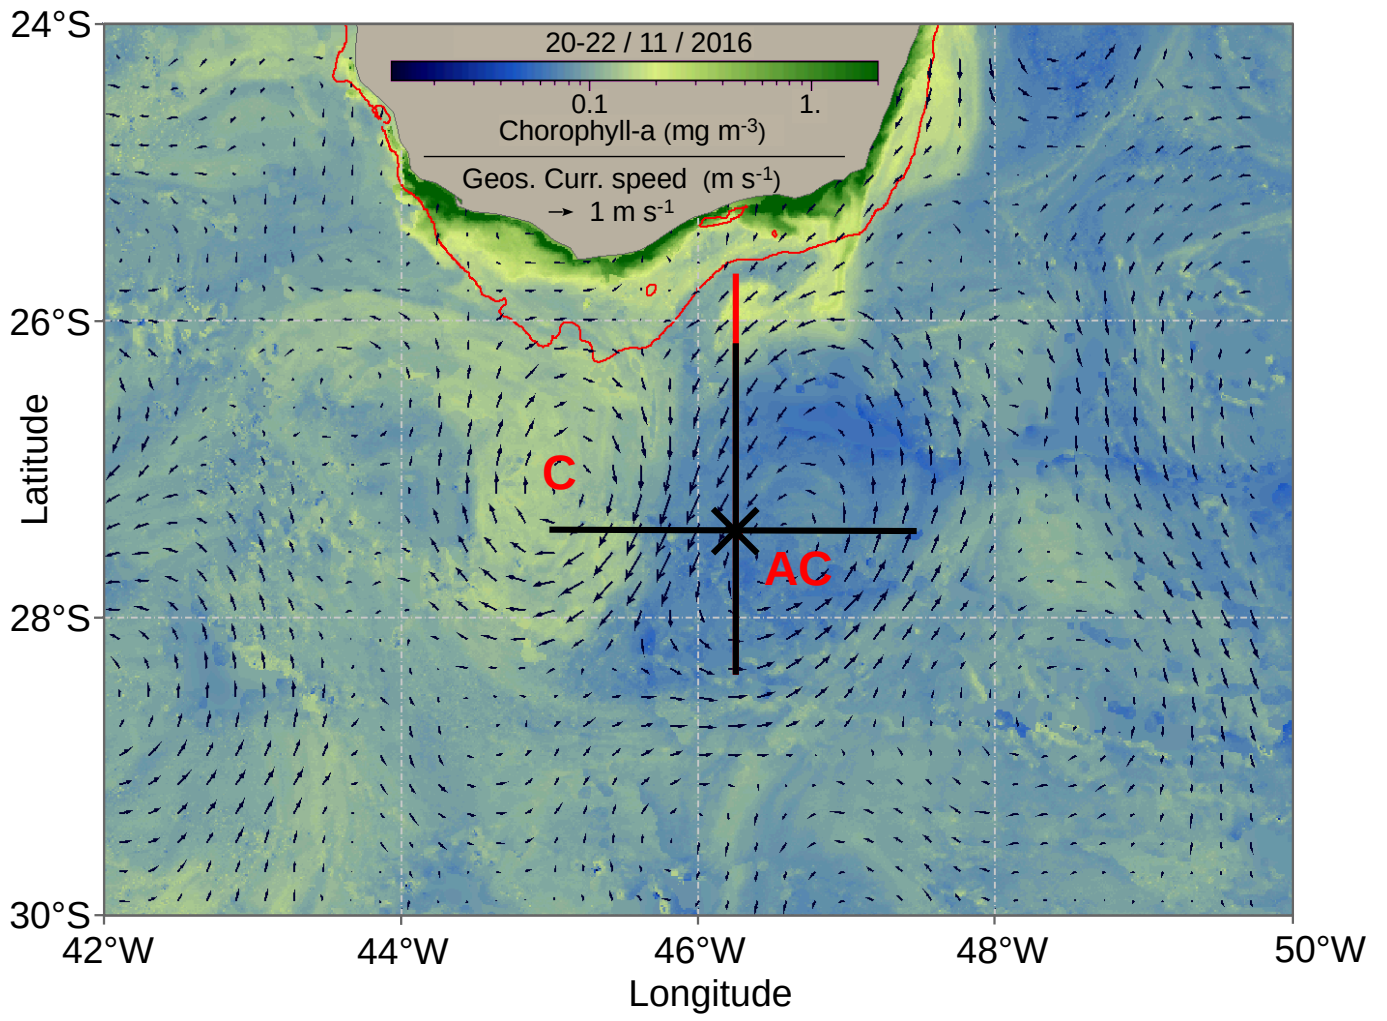 24°S
20-22 / 11 / 2016
0.1 1.
Chorophyll-a (mg m-3)
Geos. Curr. speed (m s-1)
→ 1 m s-1
26°S
Latitude
C
AC
28°S
30°S
42°W 44°W 46°W 48°W 50°W
Longitude